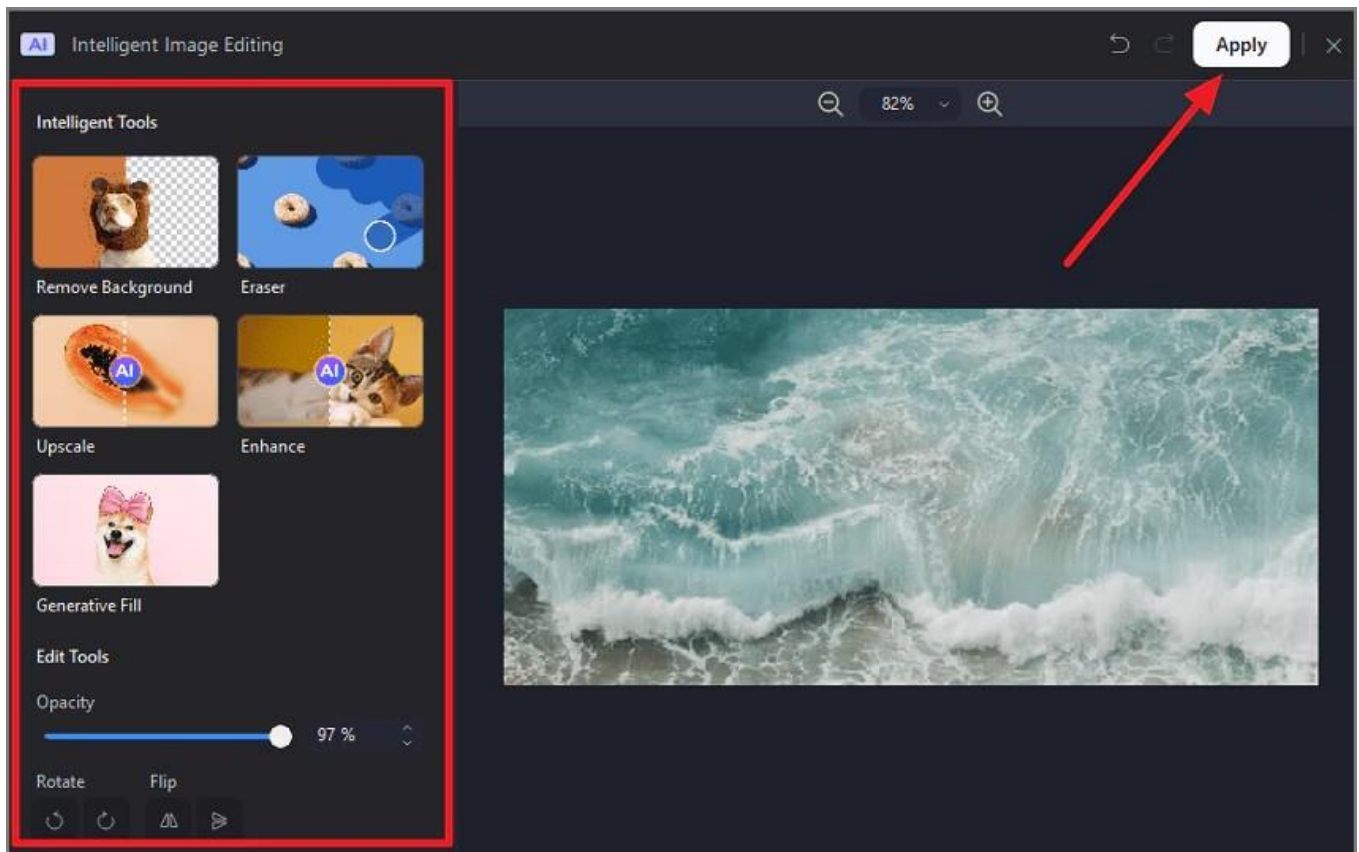 AI Intelligent Image Editing
Apply
82%
Intelligent Tools
Remove Background
Eraser
AI
AI
Upscale
Enhance
Generative Fill
Edit Tools
Opacity
97 %
Rotate
Flip